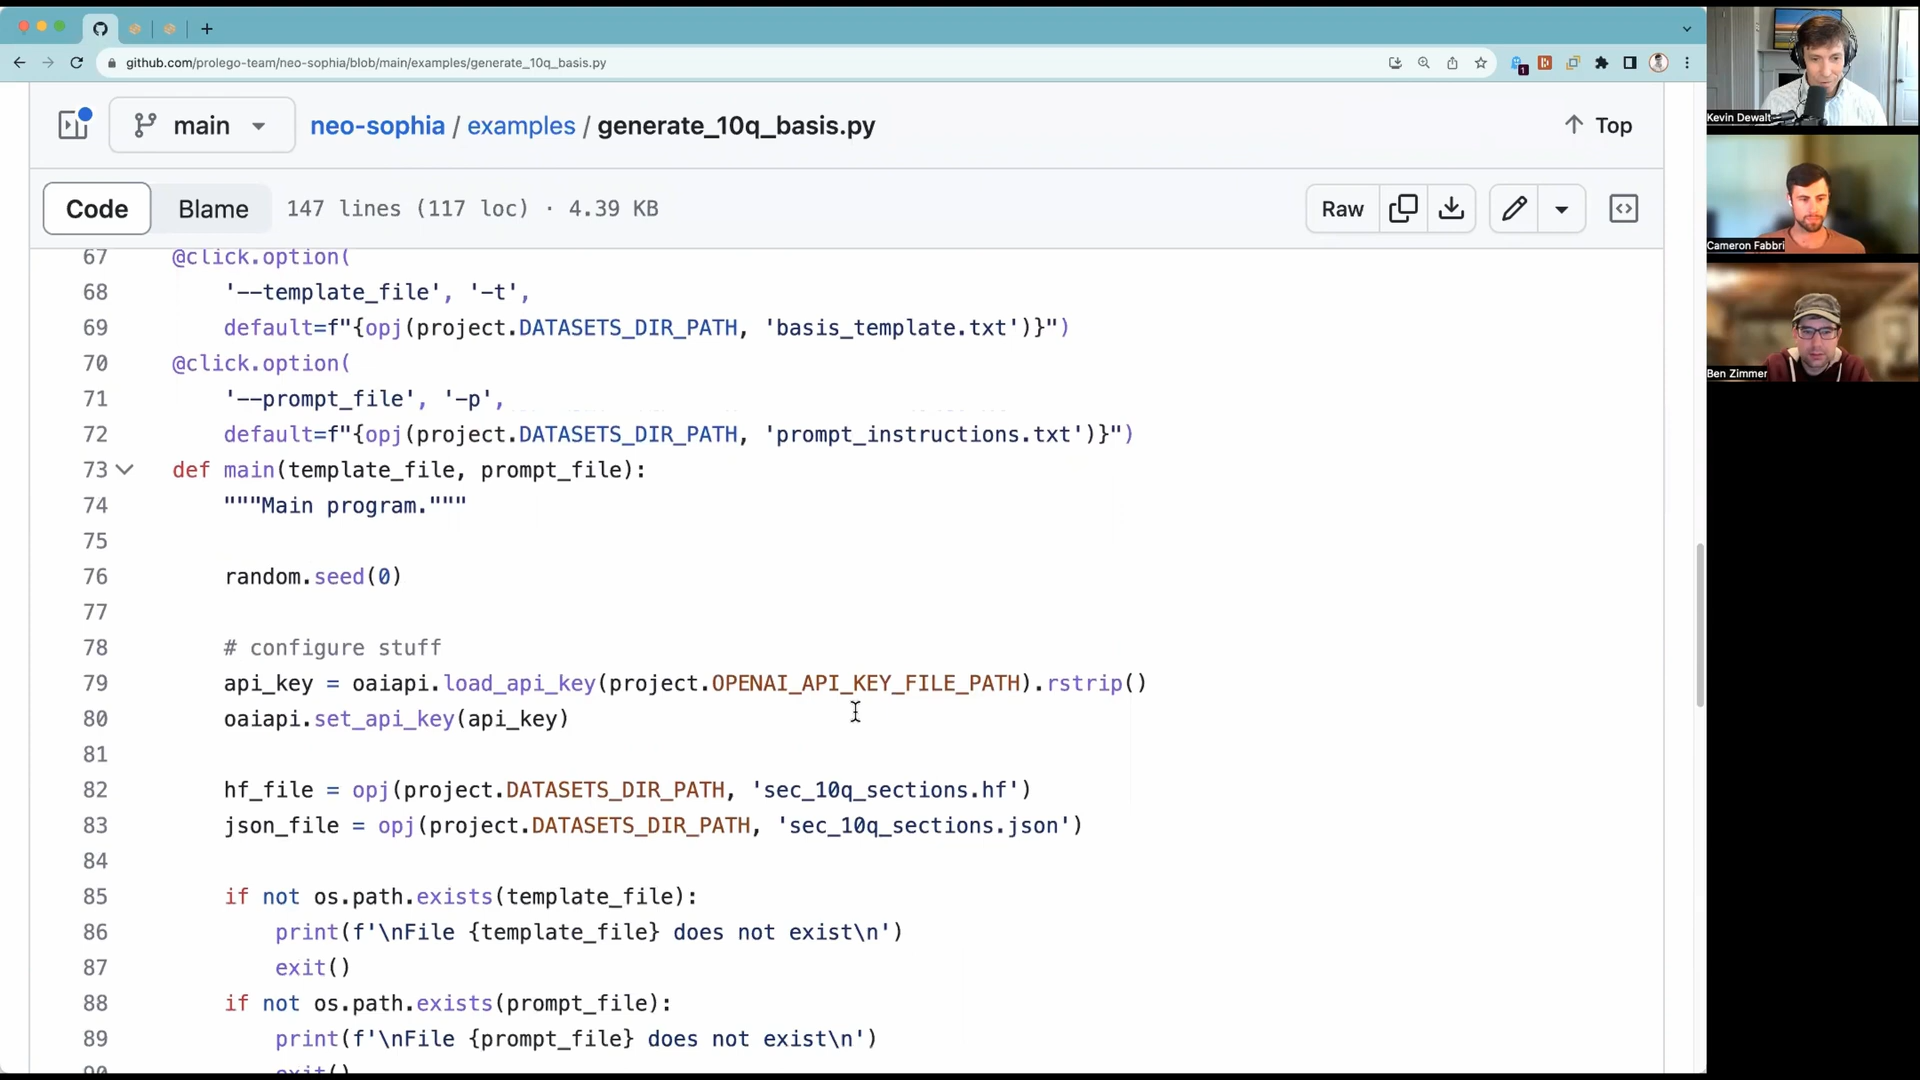 github.com/prolego-team/neo-sophia/blob/main/examples/generate_10q_basis.py
1
main
neo-sophia / examples / generate_10q_basis.py
Top
Code
Blame
147 lines (117 loc) · 4.39 KB
Raw
67 @click.option(
68 '--template_file', '-t',
69 default=f"{opj(project.DATASETS_DIR_PATH, 'basis_template.txt')}")
70 @click.option(
71 '--prompt_file', '-p',
72 default=f"{opj(project.DATASETS_DIR_PATH, 'prompt_instructions.txt')}")
73 def main(template_file, prompt_file):
74 """Main program."""
75
76 random.seed(0)
77
78 # configure stuff
79 api_key = oaiapi.load_api_key(project.OPENAI_API_KEY_FILE_PATH).rstrip()
80 oaiapi.set_api_key(api_key)
81
82 hf_file = opj(project.DATASETS_DIR_PATH, 'sec_10q_sections.hf')
83 json_file = opj(project.DATASETS_DIR_PATH, 'sec_10q_sections.json')
84
85 if not os.path.exists(template_file):
86 print(f'\nFile {template_file} does not exist\n')
87 exit()
88 if not os.path.exists(prompt_file):
89 print(f'\nFile {prompt_file} does not exist\n')
90 exit()
Kevin Dewalt
Cameron Fabbri
Ben Zimmer